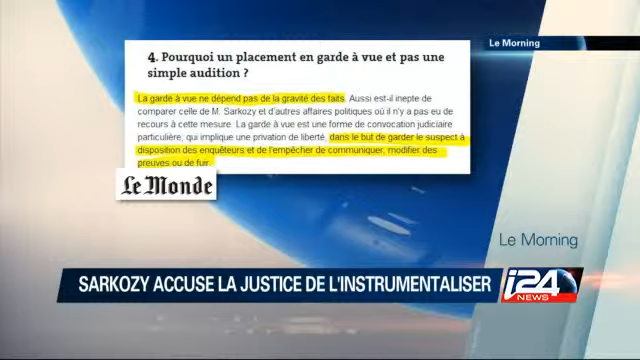 Le Morning
4. Pourquoi un placement en garde à vue et pas une
simple audition ?
La garde à vue ne dépend pas de la gravité des faits. Aussi est-il inepte de
comparer celle de M. Sarkozy et d'autres affaires politiques où il n'y a pas eu de
recours à cette mesure. La garde à vue est une forme de convocation judiciaire
particulière, qui implique une privation de liberté, dans le but de garder le suspect à
disposition des enquêteurs et de l'empêcher de communiquer, modifier des
preuves ou de fuir.
Le Monde
Le Morning
SARKOZY ACCUSE LA JUSTICE DE L'INSTRUMENTALISER
i24
NEWS